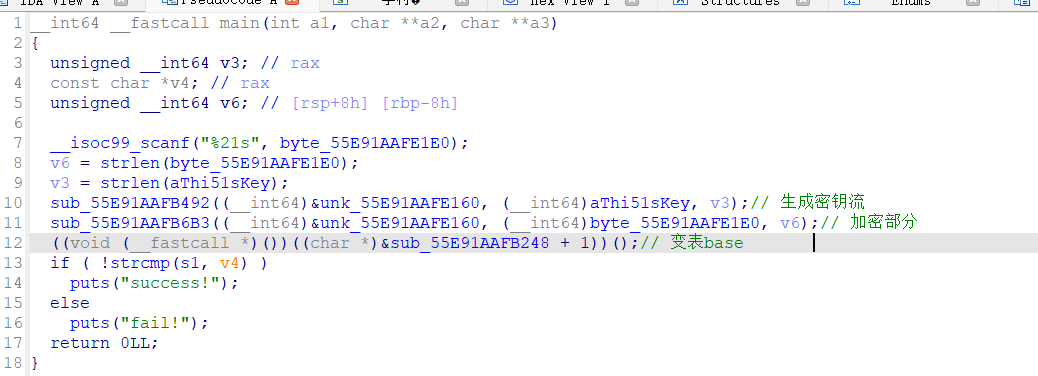 IDA View A Pseudocode A Hex View 1 Structures Enums
1 __int64 __fastcall main(int a1, char **a2, char **a3)
2 {
3 unsigned __int64 v3; // rax
4 const char *v4; // rax
5 unsigned __int64 v6; // [rsp+8h] [rbp-8h]
6
7 __isoc99_scanf("%21s", byte_55E91AAFE1E0);
8 v6 = strlen(byte_55E91AAFE1E0);
9 v3 = strlen(aThi51sKey);
10 sub_55E91AAFB492((__int64)&unk_55E91AAFE160, (__int64)aThi51sKey, v3);// 生成密钥流
11 sub_55E91AAFB6B3((__int64)&unk_55E91AAFE160, (__int64)byte_55E91AAFE1E0, v6);// 加密部分
12 ((void (__fastcall *)())((char *)&sub_55E91AAFB248 + 1))();// 变表base
13 if ( !strcmp(s1, v4) )
14 puts("success!");
15 else
16 puts("fail!");
17 return 0LL;
18 }